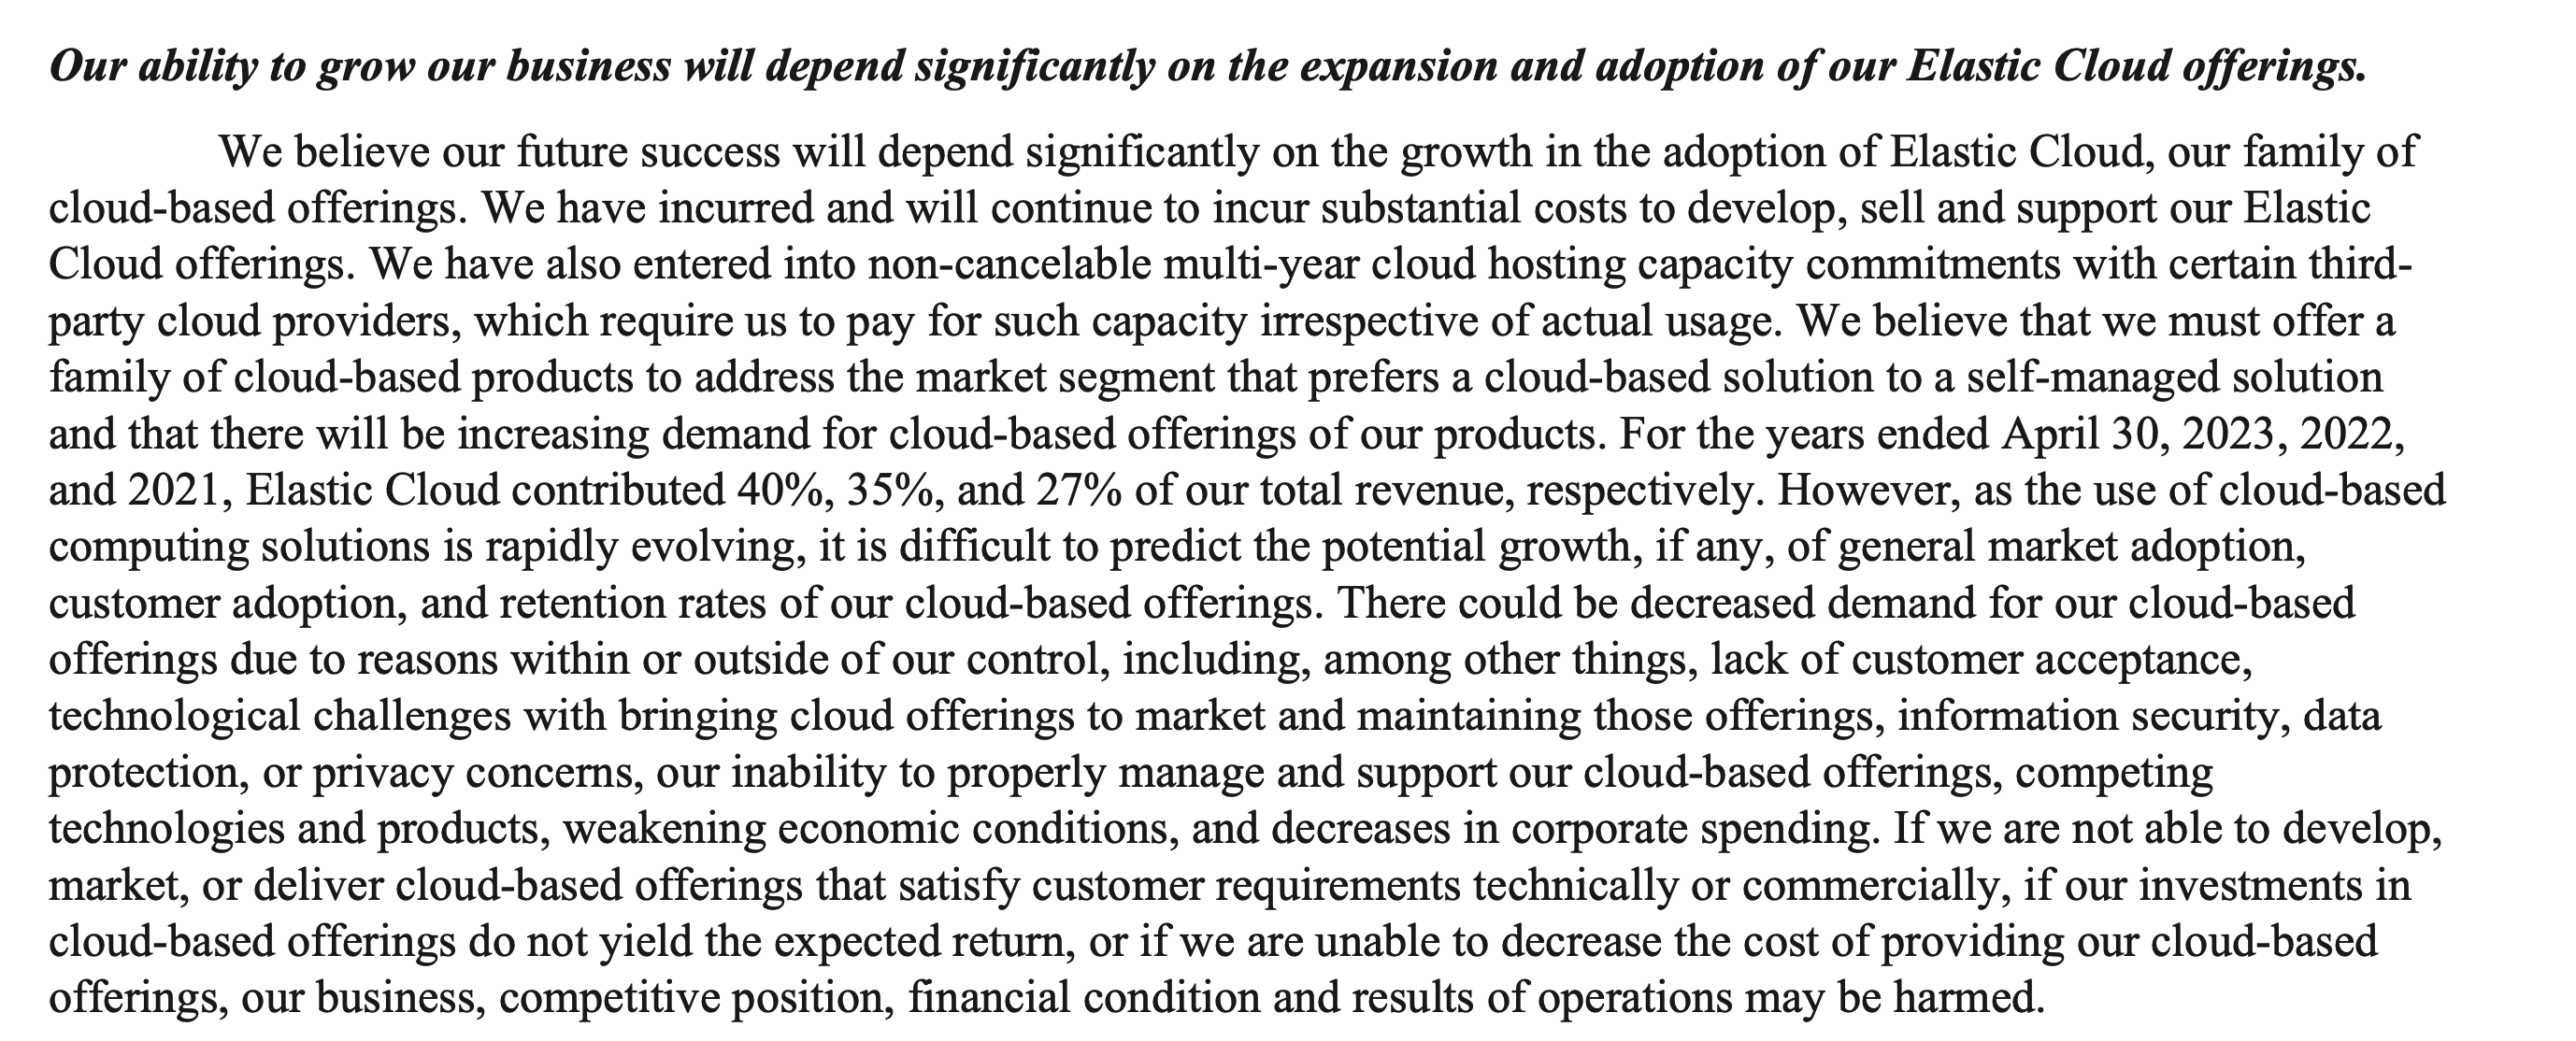 Our ability to grow our business will depend significantly on the expansion and adoption of our Elastic Cloud offerings.
We believe our future success will depend significantly on the growth in the adoption of Elastic Cloud, our family of
cloud-based offerings. We have incurred and will continue to incur substantial costs to develop, sell and support our Elastic
Cloud offerings. We have also entered into non-cancelable multi-year cloud hosting capacity commitments with certain third-
party cloud providers, which require us to pay for such capacity irrespective of actual usage. We believe that we must offer a
family of cloud-based products to address the market segment that prefers a cloud-based solution to a self-managed solution
and that there will be increasing demand for cloud-based offerings of our products. For the years ended April 30, 2023, 2022,
and 2021, Elastic Cloud contributed 40%, 35%, and 27% of our total revenue, respectively. However, as the use of cloud-based
computing solutions is rapidly evolving, it is difficult to predict the potential growth, if any, of general market adoption,
customer adoption, and retention rates of our cloud-based offerings. There could be decreased demand for our cloud-based
offerings due to reasons within or outside of our control, including, among other things, lack of customer acceptance,
technological challenges with bringing cloud offerings to market and maintaining those offerings, information security, data
protection, or privacy concerns, our inability to properly manage and support our cloud-based offerings, competing
technologies and products, weakening economic conditions, and decreases in corporate spending. If we are not able to develop,
market, or deliver cloud-based offerings that satisfy customer requirements technically or commercially, if our investments in
cloud-based offerings do not yield the expected return, or if we are unable to decrease the cost of providing our cloud-based
offerings, our business, competitive position, financial condition and results of operations may be harmed.